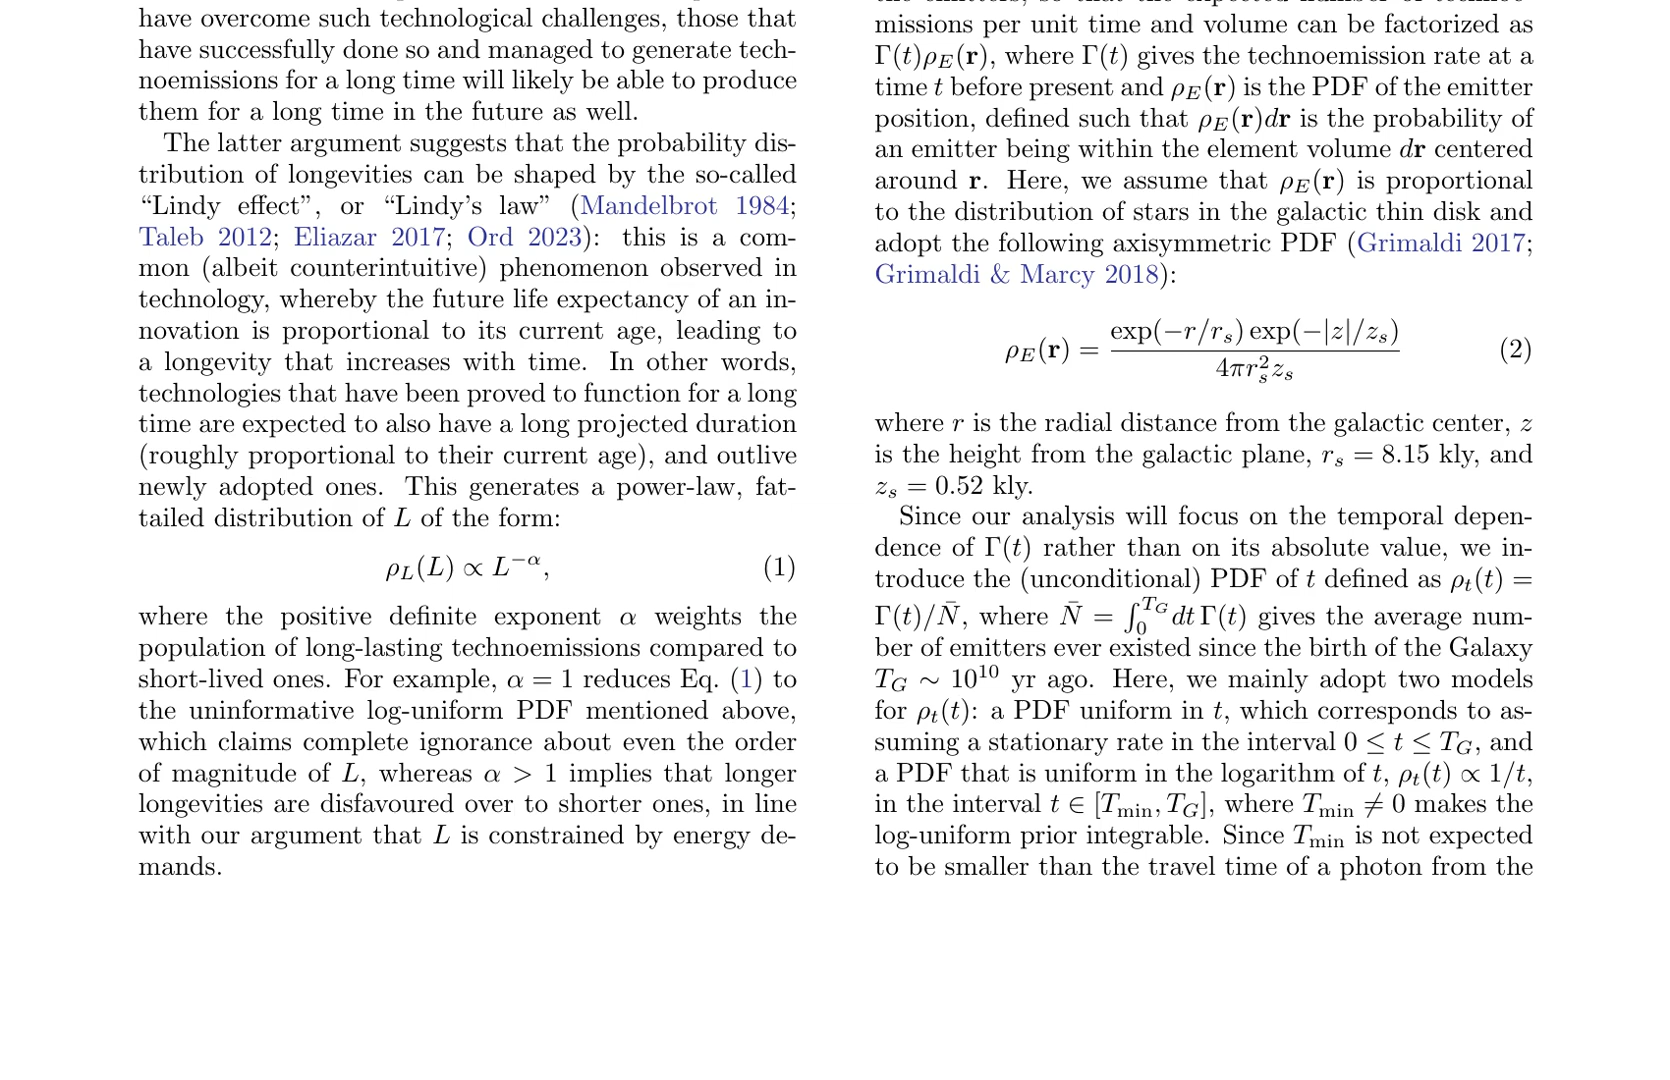 have overcome such technological challenges, those that
have successfully done so and managed to generate tech-
noemissions for a long time will likely be able to produce
them for a long time in the future as well.
The latter argument suggests that the probability dis-
tribution of longevities can be shaped by the so-called
“Lindy effect”, or “Lindy’s law” (Mandelbrot 1984;
Taleb 2012; Eliazar 2017; Ord 2023): this is a com-
mon (albeit counterintuitive) phenomenon observed in
technology, whereby the future life expectancy of an in-
novation is proportional to its current age, leading to
a longevity that increases with time. In other words,
technologies that have been proved to function for a long
time are expected to also have a long projected duration
(roughly proportional to their current age), and outlive
newly adopted ones. This generates a power-law, fat-
tailed distribution of L of the form:
ρ_L(L) ∝ L^{−α}, (1)
where the positive definite exponent α weights the
population of long-lasting technoemissions compared to
short-lived ones. For example, α = 1 reduces Eq. (1) to
the uninformative log-uniform PDF mentioned above,
which claims complete ignorance about even the order
of magnitude of L, whereas α > 1 implies that longer
longevities are disfavoured over to shorter ones, in line
with our argument that L is constrained by energy de-
mands.
missions per unit time and volume can be factorized as
Γ(t)ρ_E(r), where Γ(t) gives the technoemission rate at a
time t before present and ρ_E(r) is the PDF of the emitter
position, defined such that ρ_E(r)dr is the probability of
an emitter being within the element volume dr centered
around r. Here, we assume that ρ_E(r) is proportional
to the distribution of stars in the galactic thin disk and
adopt the following axisymmetric PDF (Grimaldi 2017;
Grimaldi & Marcy 2018):
ρ_E(r) = exp(−r/r_s) exp(−|z|/z_s) / 4πr_s^2 z_s (2)
where r is the radial distance from the galactic center, z
is the height from the galactic plane, r_s = 8.15 kly, and
z_s = 0.52 kly.
Since our analysis will focus on the temporal depen-
dence of Γ(t) rather than on its absolute value, we in-
troduce the (unconditional) PDF of t defined as ρ_t(t) =
Γ(t)/N̄, where N̄ = ∫_0^{T_G} dt Γ(t) gives the average num-
ber of emitters ever existed since the birth of the Galaxy
T_G ∼ 10^{10} yr ago. Here, we mainly adopt two models
for ρ_t(t): a PDF uniform in t, which corresponds to as-
suming a stationary rate in the interval 0 ≤ t ≤ T_G, and
a PDF that is uniform in the logarithm of t, ρ_t(t) ∝ 1/t,
in the interval t ∈ [T_min, T_G], where T_min ≠ 0 makes the
log-uniform prior integrable. Since T_min is not expected
to be smaller than the travel time of a photon from the